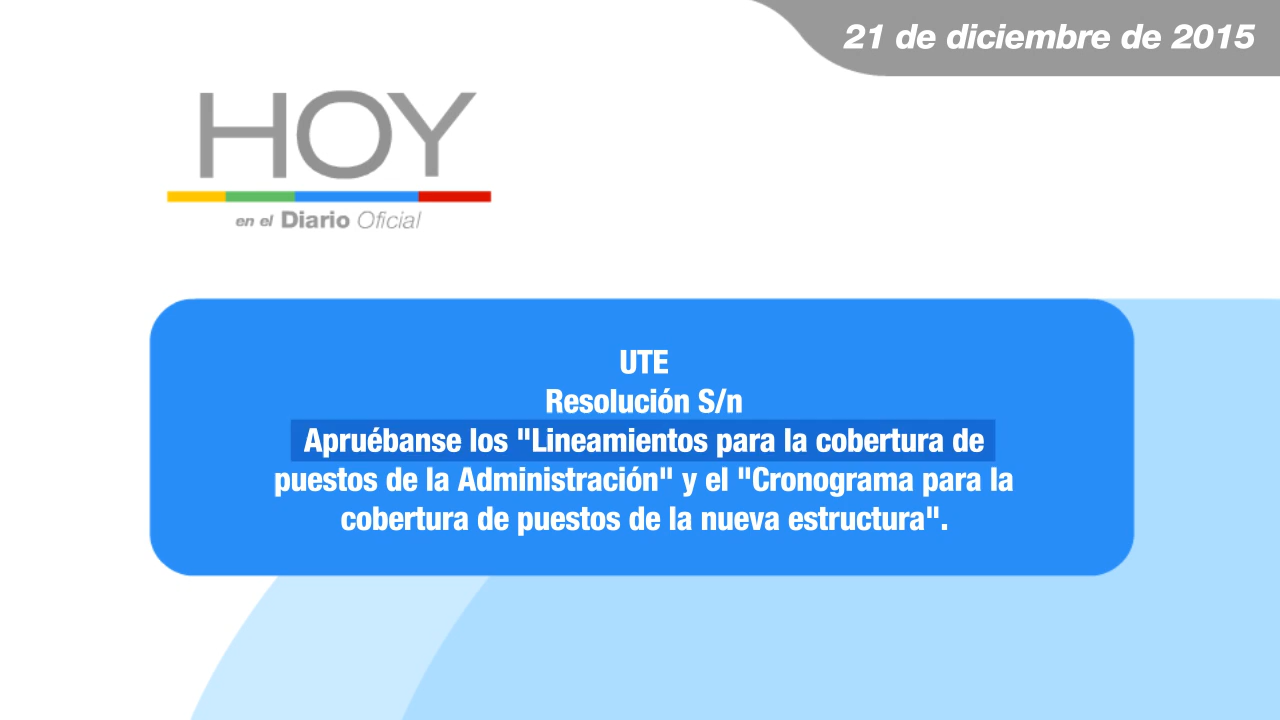 21 de diciembre de 2015
HOY
en el Diario Oficial
UTE
Resolución S/n
Apruébanse los "Lineamientos para la cobertura de
puestos de la Administración" y el "Cronograma para la
cobertura de puestos de la nueva estructura".